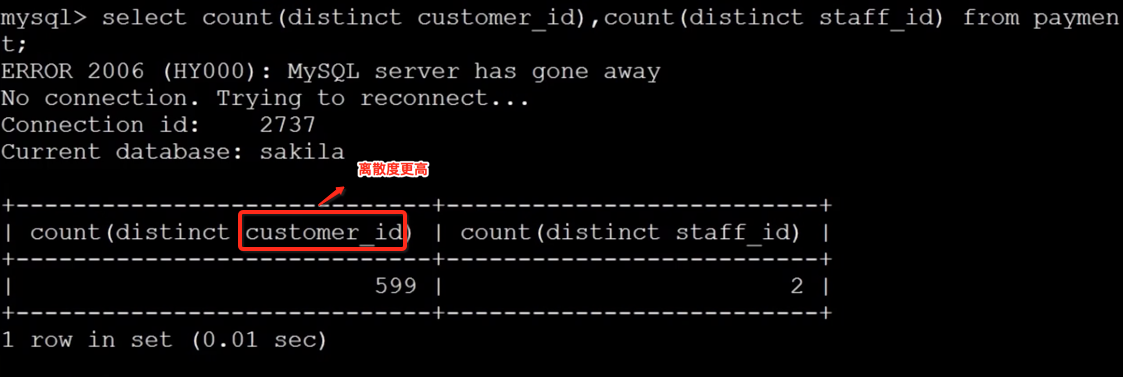 mysql> select count(distinct customer_id),count(distinct staff_id) from paymen
t;
ERROR 2006 (HY000): MySQL server has gone away
No connection. Trying to reconnect...
Connection id:    2737
Current database: sakila
离散度更高
+-----------------------------+--------------------------+
| count(distinct customer_id) | count(distinct staff_id) |
+-----------------------------+--------------------------+
|                         599 |                        2 |
+-----------------------------+--------------------------+
1 row in set (0.01 sec)